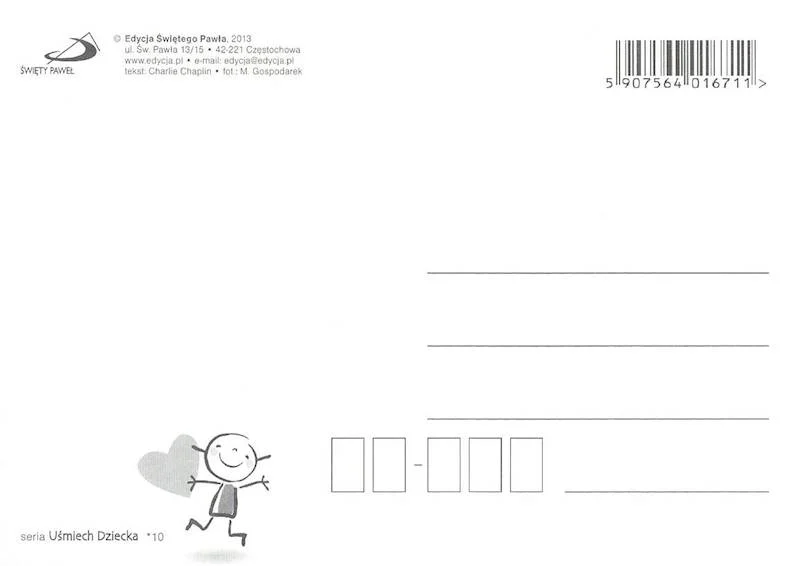 ŚWIĘTY PAWEŁ
© Edycja Świętego Pawła, 2013
ul. Św. Pawła 13/15 • 42-221 Częstochowa
www.edycja.pl • e-mail: edycja@edycja.pl
tekst: Charlie Chaplin • fot.: M. Gospodarek
5 907564 016711 >
–
seria Uśmiech Dziecka *10